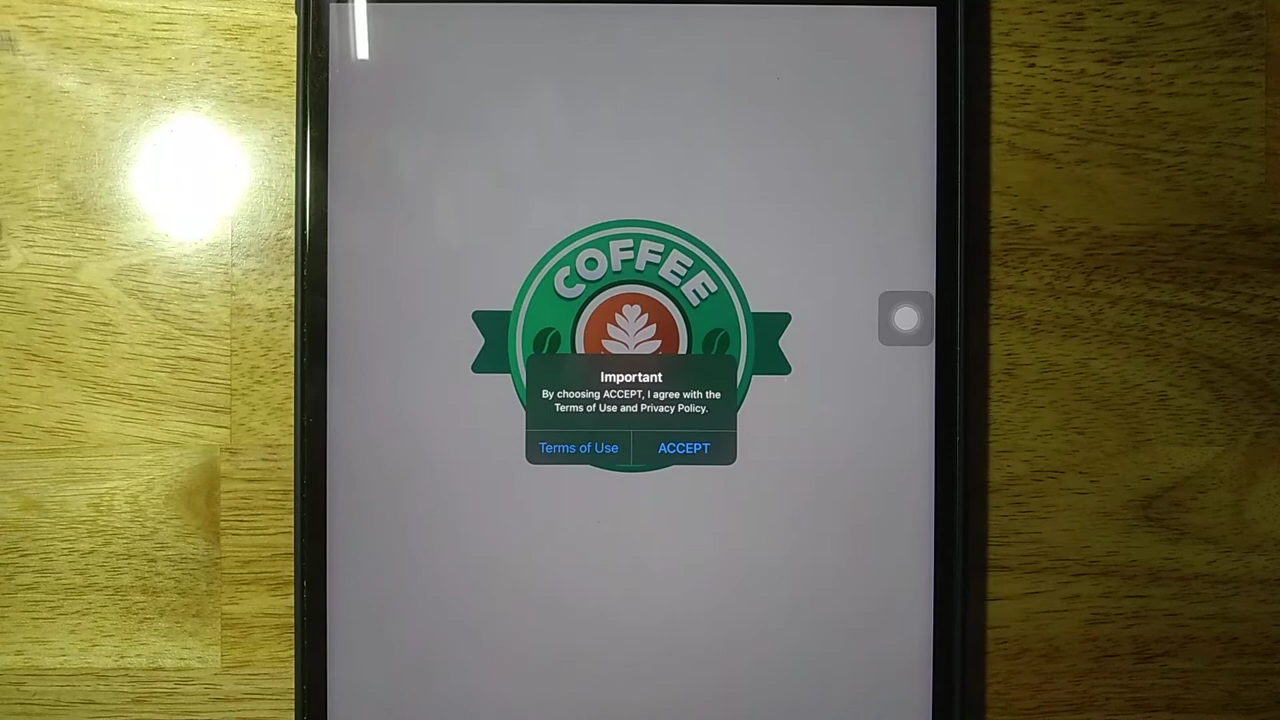 COFFEE
Important
By choosing ACCEPT, I agree with the
Terms of Use and Privacy Policy.
Terms of Use
ACCEPT